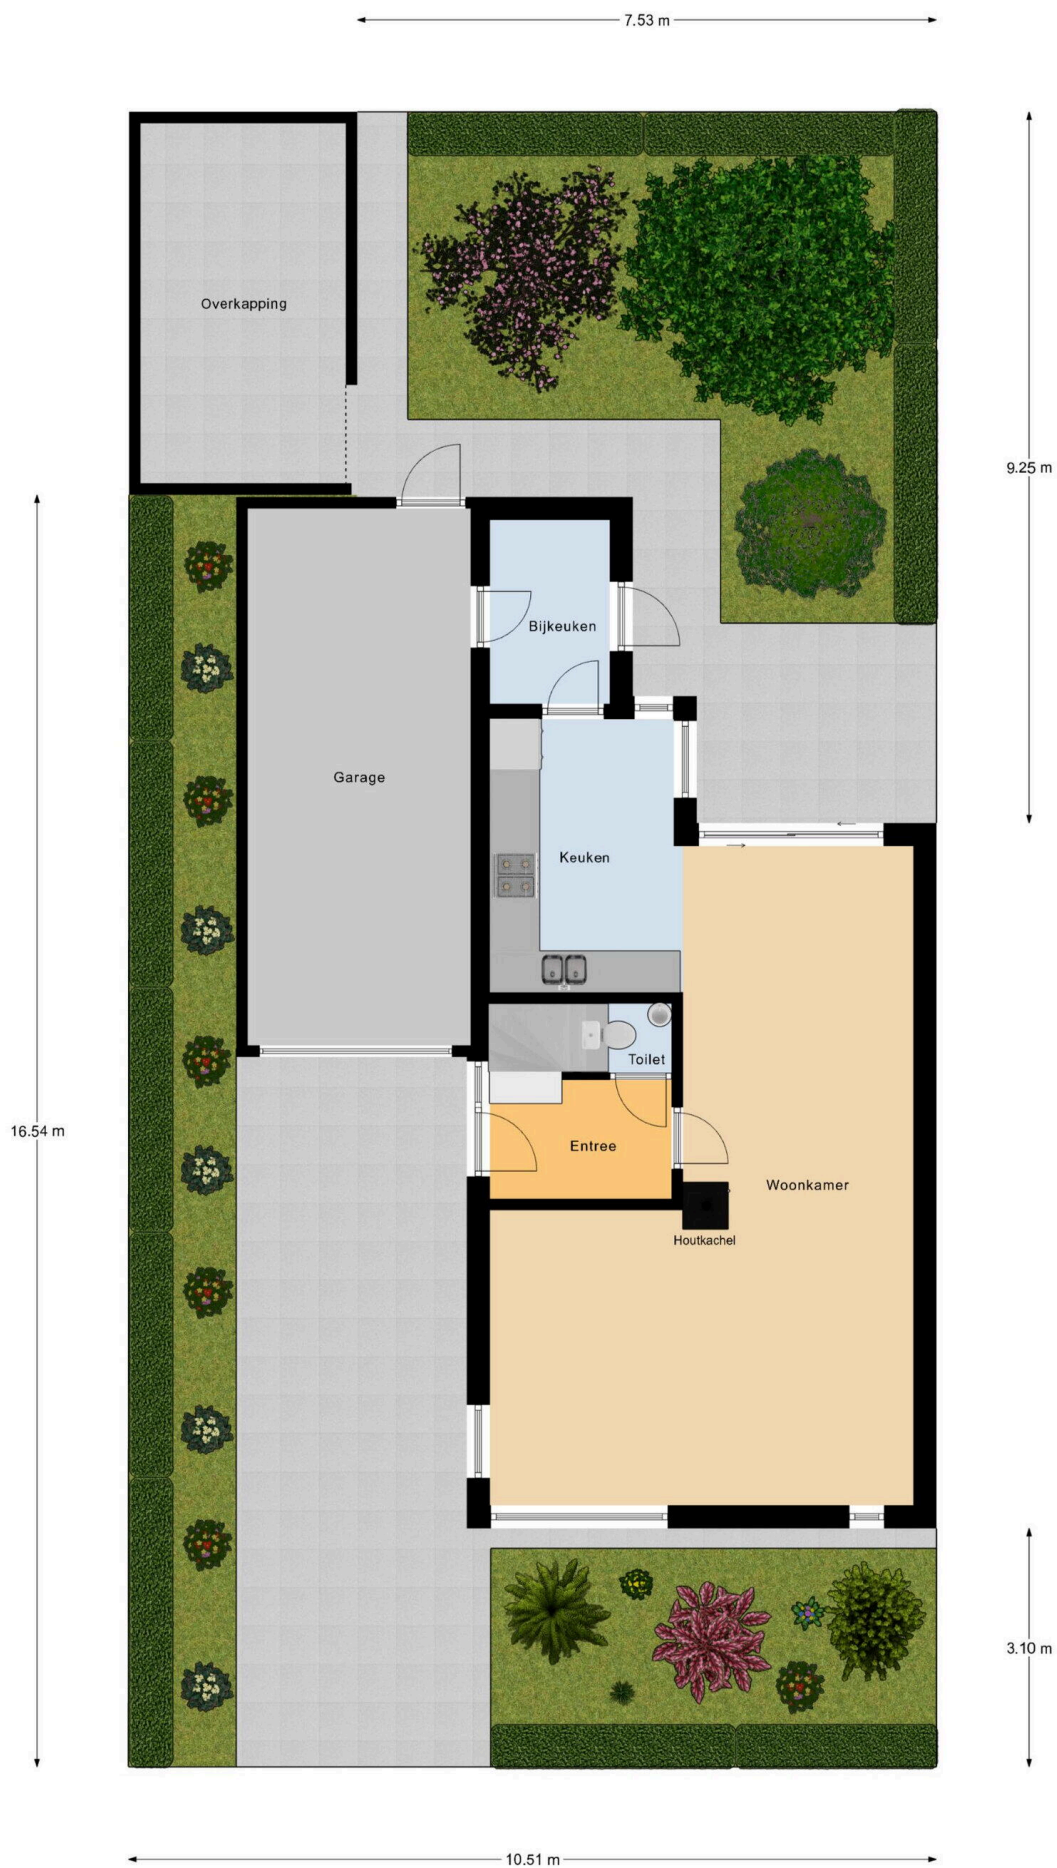 7.53 m
Overkapping
9.25 m
Bijkeuken
Garage
Keuken
Toilet
16.54 m
Entree
Woonkamer
Houtkachel
3.10 m
10.51 m